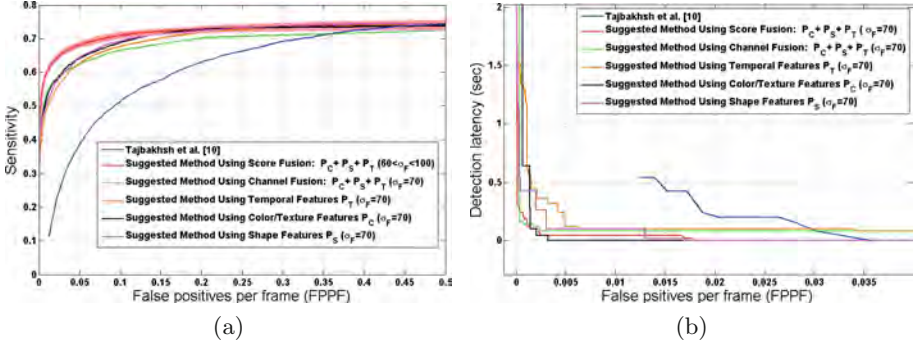 0.8
0.7
0.6
0.5
0.4
0.3
0.2
0.1
0
Sensitivity
Tajbakhsh et al. [10]
Suggested Method Using Score Fusion: P_C + P_S + P_T (60<σ_F<100)
Suggested Method Using Channel Fusion: P_C + P_S + P_T (σ_F=70)
Suggested Method Using Temporal Features P_T (σ_F=70)
Suggested Method Using Color/Texture Features P_C (σ_F=70)
Suggested Method Using Shape Features P_S (σ_F=70)
0 0.05 0.1 0.15 0.2 0.25 0.3 0.35 0.4 0.45 0.5
False positives per frame (FPPF)
(a)
2
1.5
1
0.5
0
Detection latency (sec)
Tajbakhsh et al. [10]
Suggested Method Using Score Fusion: P_C + P_S + P_T (σ_F=70)
Suggested Method Using Channel Fusion: P_C + P_S + P_T (σ_F=70)
Suggested Method Using Temporal Features P_T (σ_F=70)
Suggested Method Using Color/Texture Features P_C (σ_F=70)
Suggested Method Using Shape Features P_S (σ_F=70)
0 0.005 0.01 0.015 0.02 0.025 0.03 0.035
False psitives per frame (FPPF)
(b)